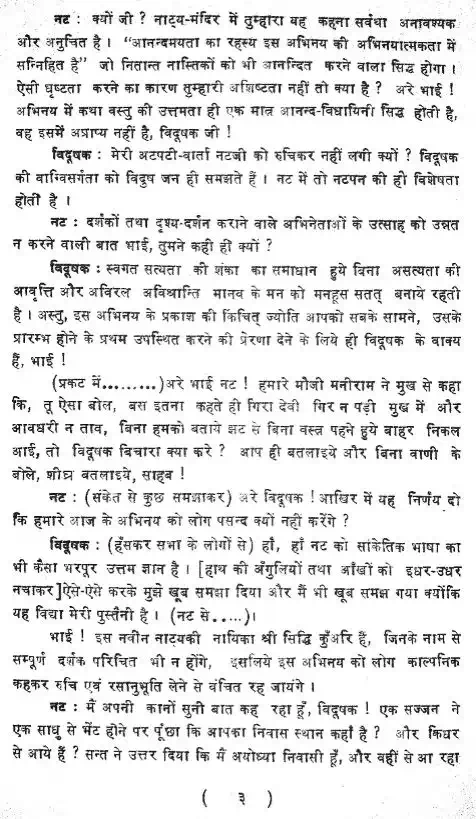 नट : क्यों जी ? नाट्य-मंदिर में तुम्हारा यह कहना सर्वथा अनावश्यक
और अनुचित है । "आनन्दमयता का रहस्य इस अभिनय की अभिनयात्मकता में
सन्निहित है" जो नितान्त नास्तिकों को भी आनन्दित करने वाला सिद्ध होगा ।
ऐसी धृष्टता करने का कारण तुम्हारी अशिष्टता नहीं तो क्या है ? अरे भाई !
अभिनय में कथा वस्तु की उत्तमता ही एक मात्र आनन्द-विधायिनी सिद्ध होती है,
वह इसमें अप्राप्य नहीं है, विदूषक जी !
विदूषक : मेरी अटपटी-वार्ता नटजी को रुचिकर नहीं लगी क्यों ? विदूषक
की वाग्विसर्गता को विदुष जन ही समझते हैं । नट में तो नटपन की ही विशेषता
होती है ।
नट : दर्शकों तथा दृश्य-दर्शन कराने वाले अभिनेताओं के उत्साह को उन्नत
न करने वाली बात भाई, तुमने कही ही क्यों ?
विदूषक : स्वगत सत्यता की शंका का समाधान हुये बिना असत्यता की
आवृत्ति और अविरल अविश्रान्ति मानव के मन को मनहूस सतत् बनाये रहती
है । अस्तु, इस अभिनय के प्रकाश की किंचित् ज्योति आपको सबके सामने, उसके
प्रारम्भ होने के प्रथम उपस्थित करने की प्रेरणा देने के लिये ही विदूषक के वाक्य
हैं, भाई !
(प्रकट में.........)अरे भाई नट ! हमारे मौजी मनीराम ने मुख से कहा
कि, तू ऐसा बोल, बस इतना कहते ही गिरा देवी गिर न पड़ी मुख में और
आवधरी न ताव, बिना हमको बताये झट से बिना वस्त्र पहने हुये बाहर निकल
आई, तो विदूषक बिचारा क्या करे ? आप ही बतलाइये और बिना वाणी के
बोले, शीघ्र बतलाइये, साहब !
नट : (संकेत से कुछ समझाकर) अरे विदूषक ! आखिर में यह निर्णय दो
कि हमारे आज के अभिनय को लोग पसन्द क्यों नहीं करेंगे ?
विदूषक : (हँसकर सभा के लोगों से) हाँ, हाँ नट को सांकेतिक भाषा का
भी कैसा भरपूर उत्तम ज्ञान है । [हाथ की अँगुलियों तथा आँखों को इधर-उधर
नचाकर]ऐसे-ऐसे करके मुझे खूब समझा दिया और मैं भी खूब समझ गया क्योंकि
यह विद्या मेरी पुस्तैनी है । (नट से.....)।
भाई ! इस नवीन नाट्यकी नायिका श्री सिद्धि कुँअरि हैं, जिनके नाम से
सम्पूर्ण दर्शक परिचित भी न होंगे, इसलिये इस अभिनय को लोग काल्पनिक
कहकर रुचि एवं रसानुभूति लेने से वंचित रह जायंगे ।
नट : मैं अपनी कानों सुनी बात कह रहा हूँ, विदूषक ! एक सज्जन ने
एक साधु से भेंट होने पर पूंछा कि आपका निवास स्थान कहाँ है ? और किधर
से आये हैं ? सन्त ने उत्तर दिया कि मैं अयोध्या निवासी हूँ, और वहीं से आ रहा
( ३ )